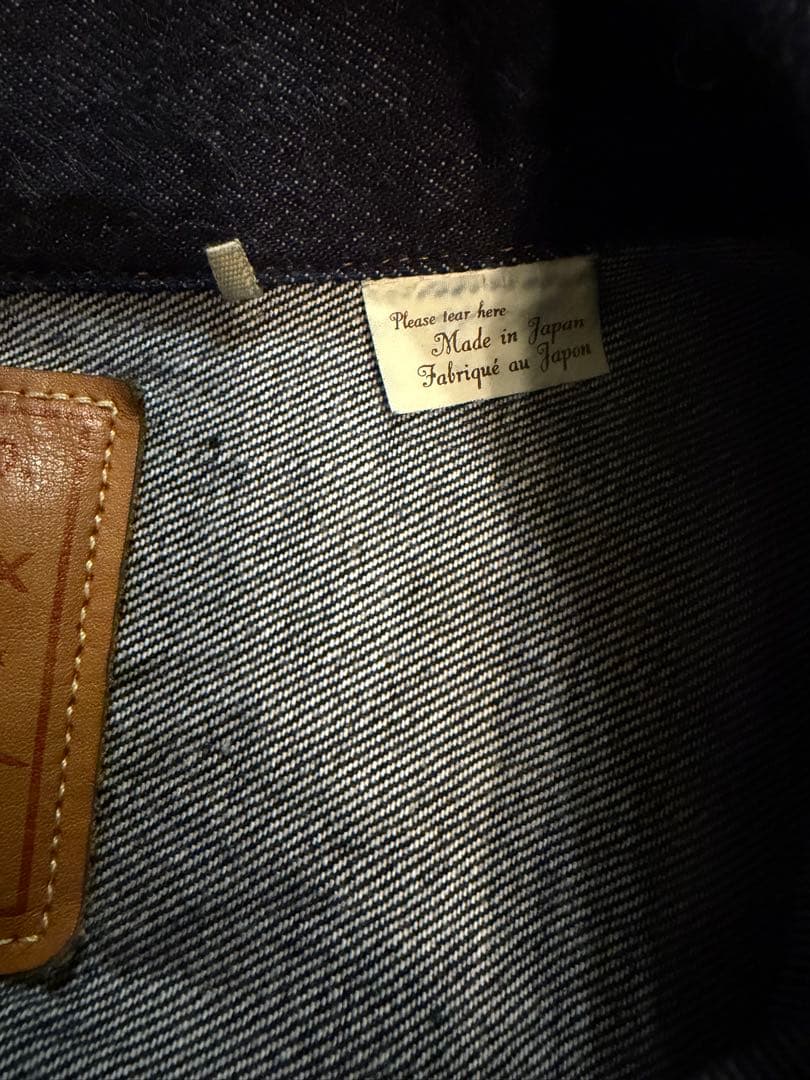 Please tear here
Made in Japan
Fabriqué au Japon